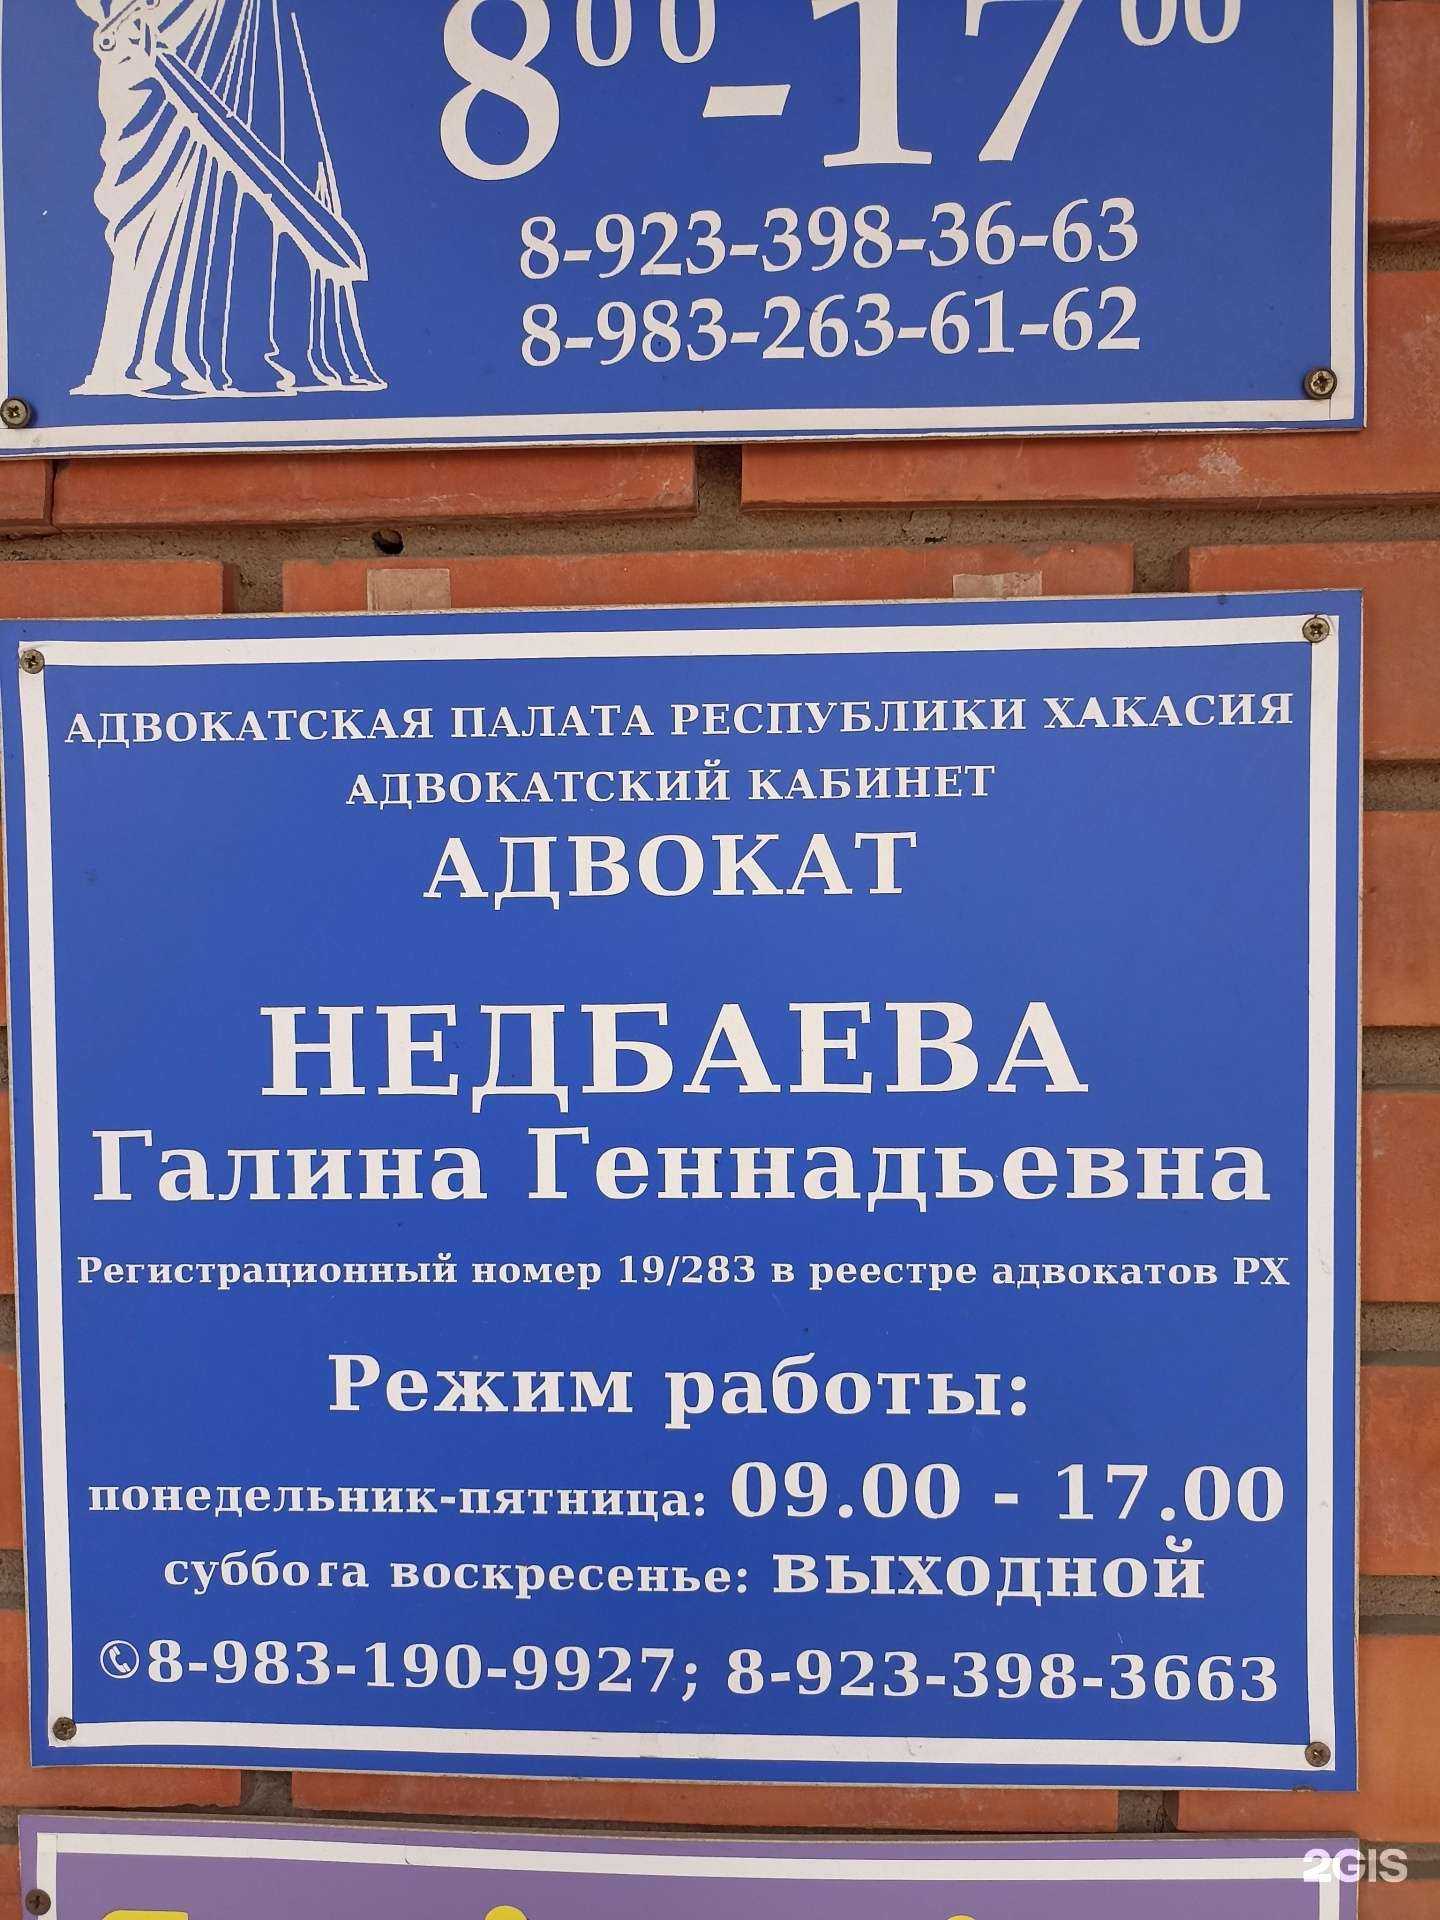 8⁰⁰-17⁰⁰
8-923-398-36-63
8-983-263-61-62
АДВОКАТСКАЯ ПАЛАТА РЕСПУБЛИКИ ХАКАСИЯ
АДВОКАТСКИЙ КАБИНЕТ
АДВОКАТ
НЕДБАЕВА
Галина Геннадьевна
Регистрационный номер 19/283 в реестре адвокатов РХ
Режим работы:
понедельник-пятница: 09.00 - 17.00
суббога воскресенье: выходной
✆8-983-190-9927; 8-923-398-3663
2GIS